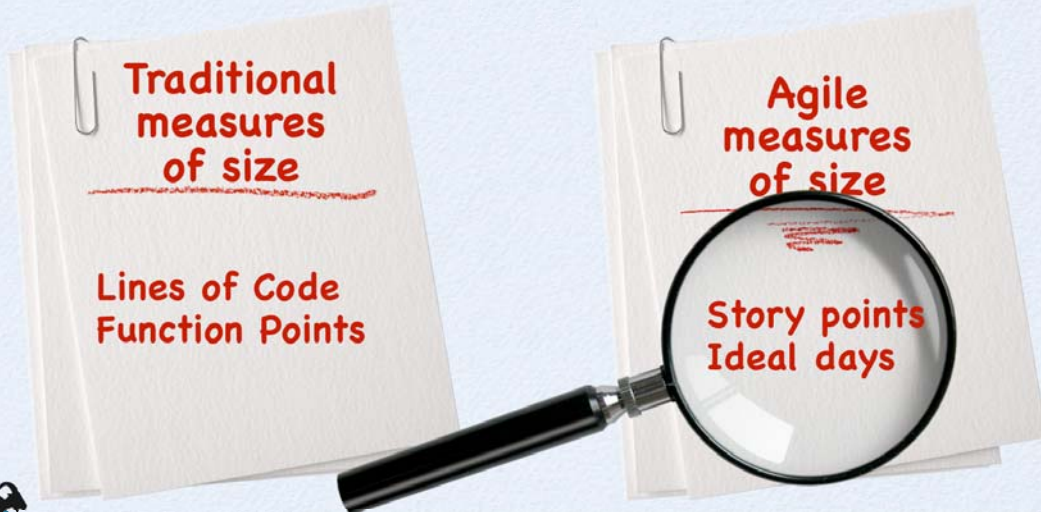 Traditional
measures
of size
Lines of Code
Function Points
Agile
measures
of size
Story points
Ideal days